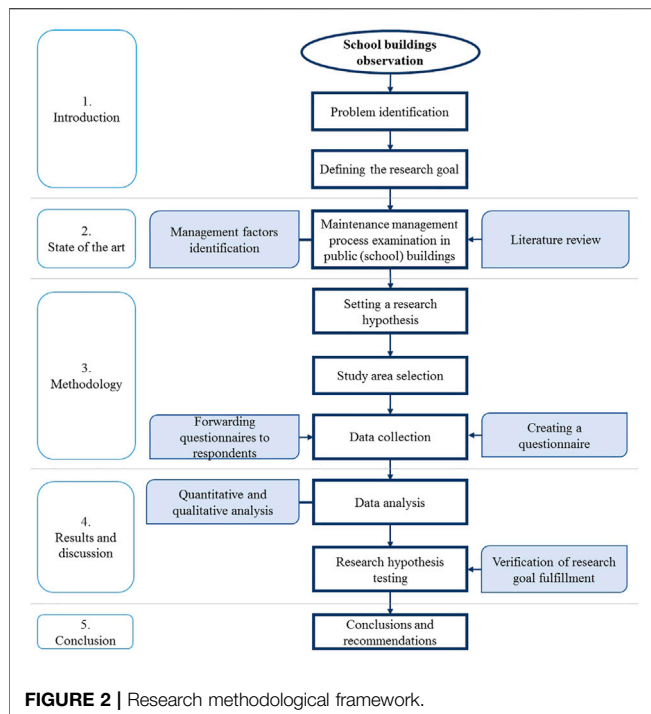 School buildings
observation
1.
Introduction
Problem identification
Defining the research goal
2.
State of the art
Management factors
identification
Maintenance management
process examination in
public (school) buildings
Literature review
3.
Methodology
Setting a research
hypothesis
Study area selection
Forwarding
questionnaires to
respondents
Data collection
Creating a
questionnaire
4.
Results and
discussion
Quantitative and
qualitative analysis
Data analysis
Research hypothesis
testing
Verification of research
goal fulfillment
5.
Conclusion
Conclusions and
recommendations
FIGURE 2 | Research methodological framework.